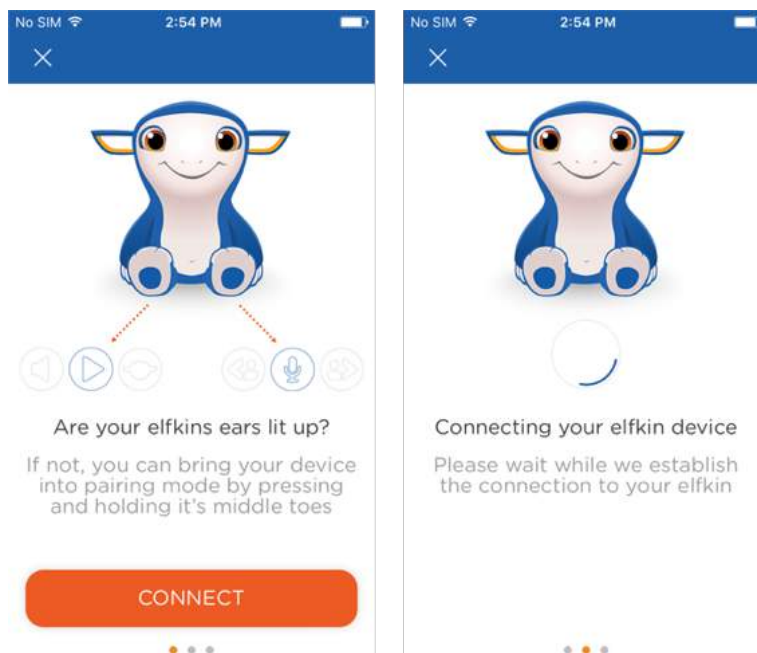 No SIM 2:54 PM
Are your elfkins ears lit up?
If not, you can bring your device
into pairing mode by pressing
and holding it's middle toes
CONNECT
No SIM 2:54 PM
Connecting your elfkin device
Please wait while we establish
the connection to your elfkin